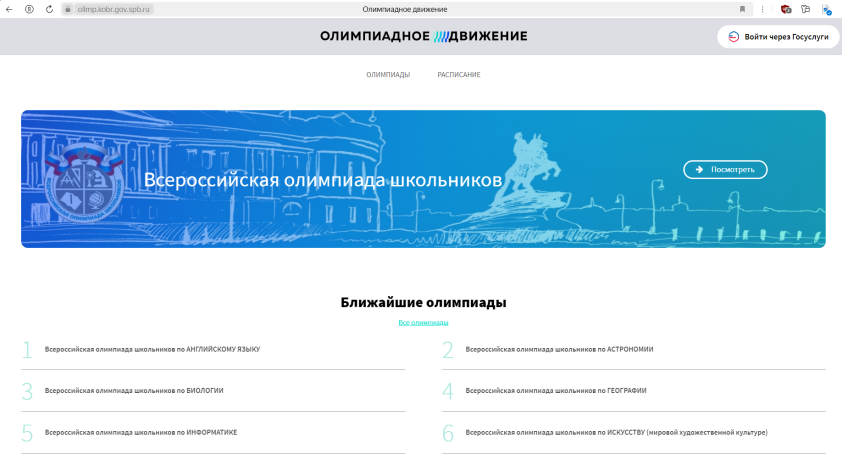 olimp.kobr.gov.spb.ru
Олимпиадное движение
ОЛИМПИАДНОЕ ДВИЖЕНИЕ
Войти через Госуслуги
ОЛИМПИАДЫ РАСПИСАНИЕ
Всероссийская олимпиада школьников
Посмотреть
Ближайшие олимпиады
Все олимпиады
1 Всероссийская олимпиада школьников по АНГЛИЙСКОМУ ЯЗЫКУ
2 Всероссийская олимпиада школьников по АСТРОНОМИИ
3 Всероссийская олимпиада школьников по БИОЛОГИИ
4 Всероссийская олимпиада школьников по ГЕОГРАФИИ
5 Всероссийская олимпиада школьников по ИНФОРМАТИКЕ
6 Всероссийская олимпиада школьников по ИСКУССТВУ (мировой художественной культуре)